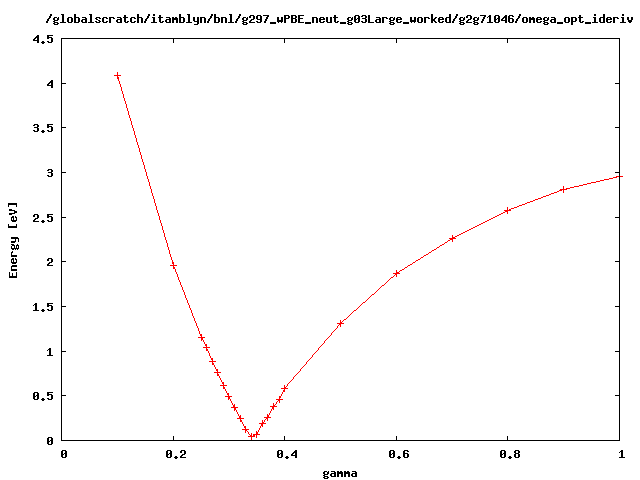 /globalscratch/itamblyn/bnl/g297_wPBE_neut_g03Large_worked/g2g71046/omega_opt_ideriv
4.5
4
3.5
3
2.5
2
1.5
1
0.5
0
Energy [eV]
0 0.2 0.4 0.6 0.8 1
gamma